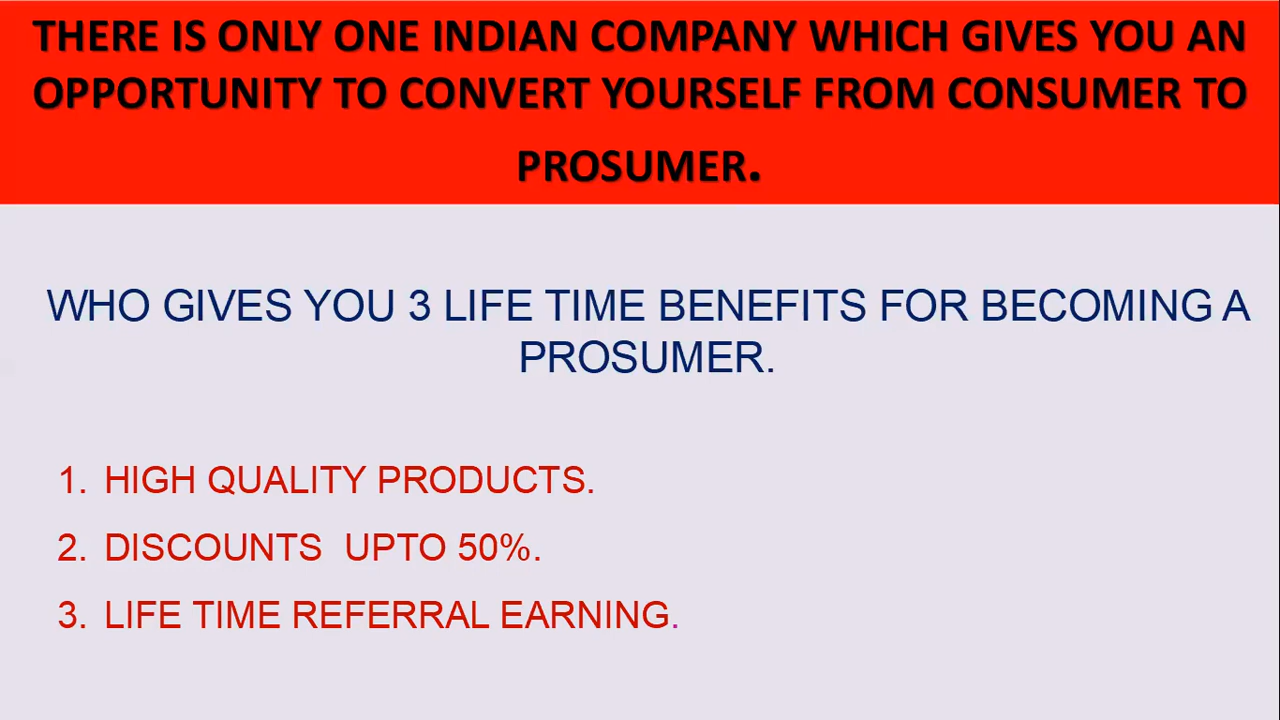 THERE IS ONLY ONE INDIAN COMPANY WHICH GIVES YOU AN
OPPORTUNITY TO CONVERT YOURSELF FROM CONSUMER TO
PROSUMER.
WHO GIVES YOU 3 LIFE TIME BENEFITS FOR BECOMING A
PROSUMER.
1. HIGH QUALITY PRODUCTS.
2. DISCOUNTS UPTO 50%.
3. LIFE TIME REFERRAL EARNING.